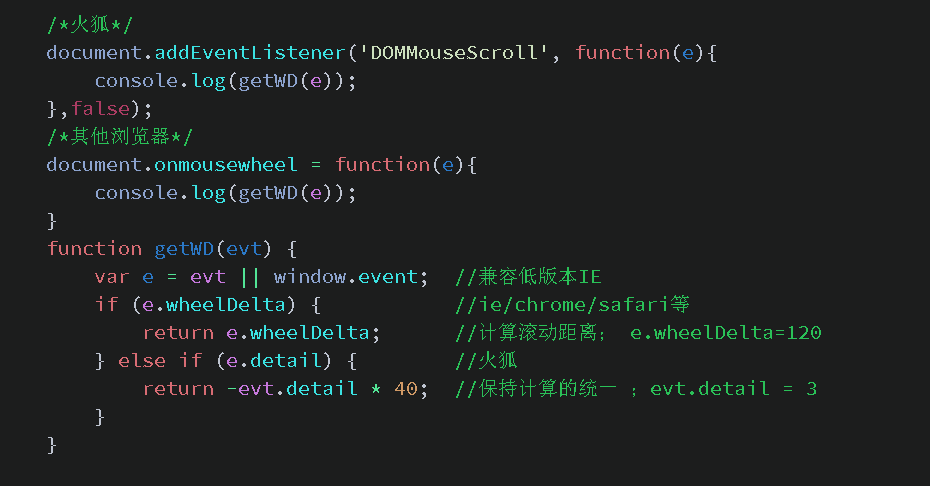 /*火狐*/
document.addEventListener('DOMMouseScroll', function(e){
    console.log(getWD(e));
},false);
/*其他浏览器*/
document.onmousewheel = function(e){
    console.log(getWD(e));
}
function getWD(evt) {
    var e = evt || window.event;  //兼容低版本IE
    if (e.wheelDelta) {           //ie/chrome/safari等
        return e.wheelDelta;      //计算滚动距离； e.wheelDelta=120
    } else if (e.detail) {        //火狐
        return -evt.detail * 40;  //保持计算的统一 ；evt.detail = 3
    }
}